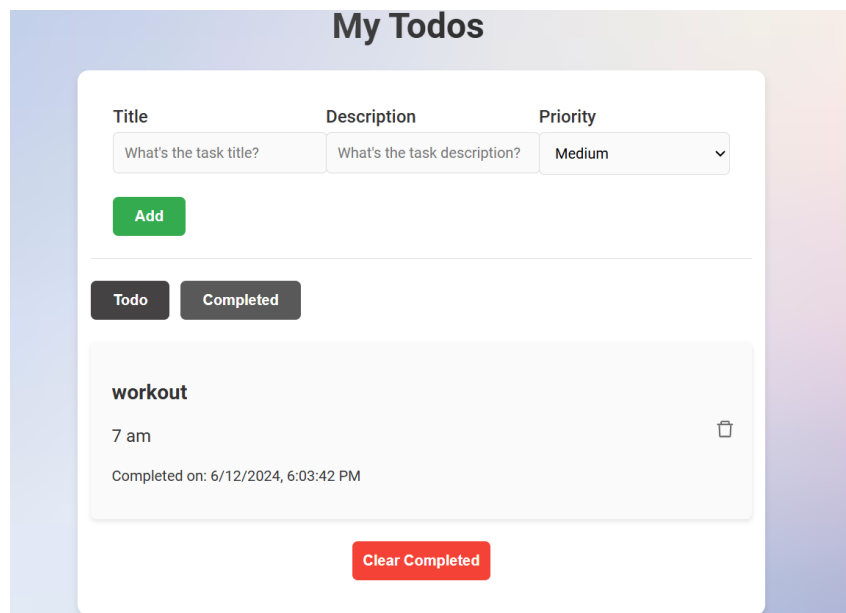 My Todos
Title Description Priority
What's the task title? What's the task description? Medium
Add
Todo Completed
workout
7 am
Completed on: 6/12/2024, 6:03:42 PM
Clear Completed